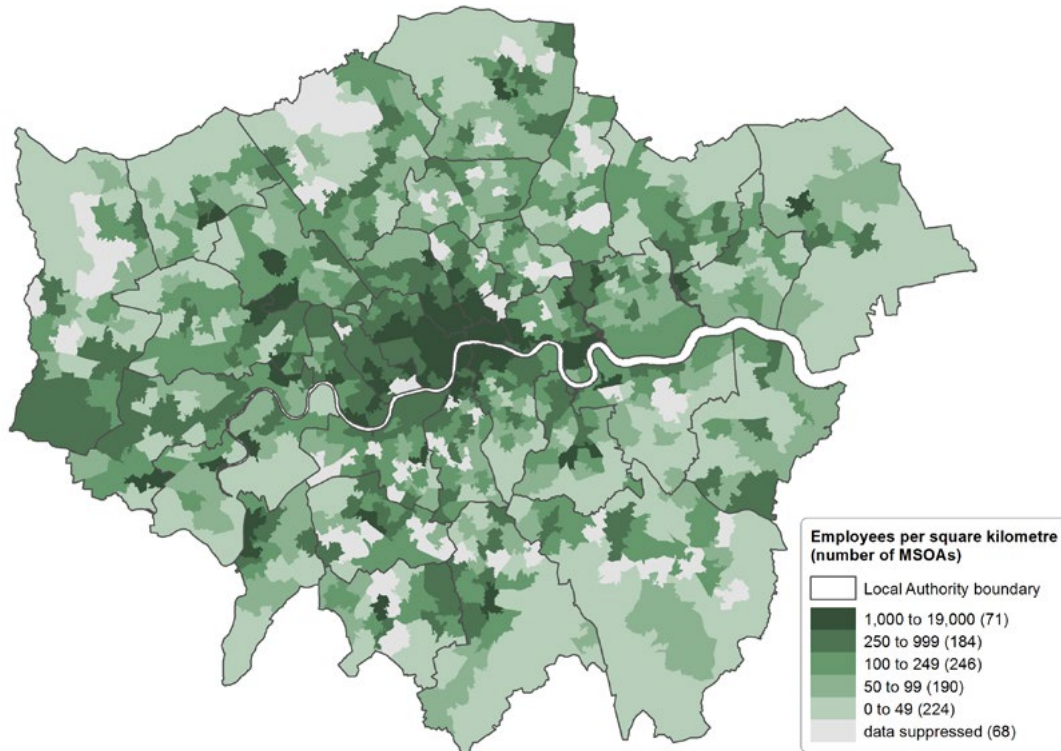 Employees per square kilometre
(number of MSOAs)
Local Authority boundary
1,000 to 19,000 (71)
250 to 999 (184)
100 to 249 (246)
50 to 99 (190)
0 to 49 (224)
data suppressed (68)